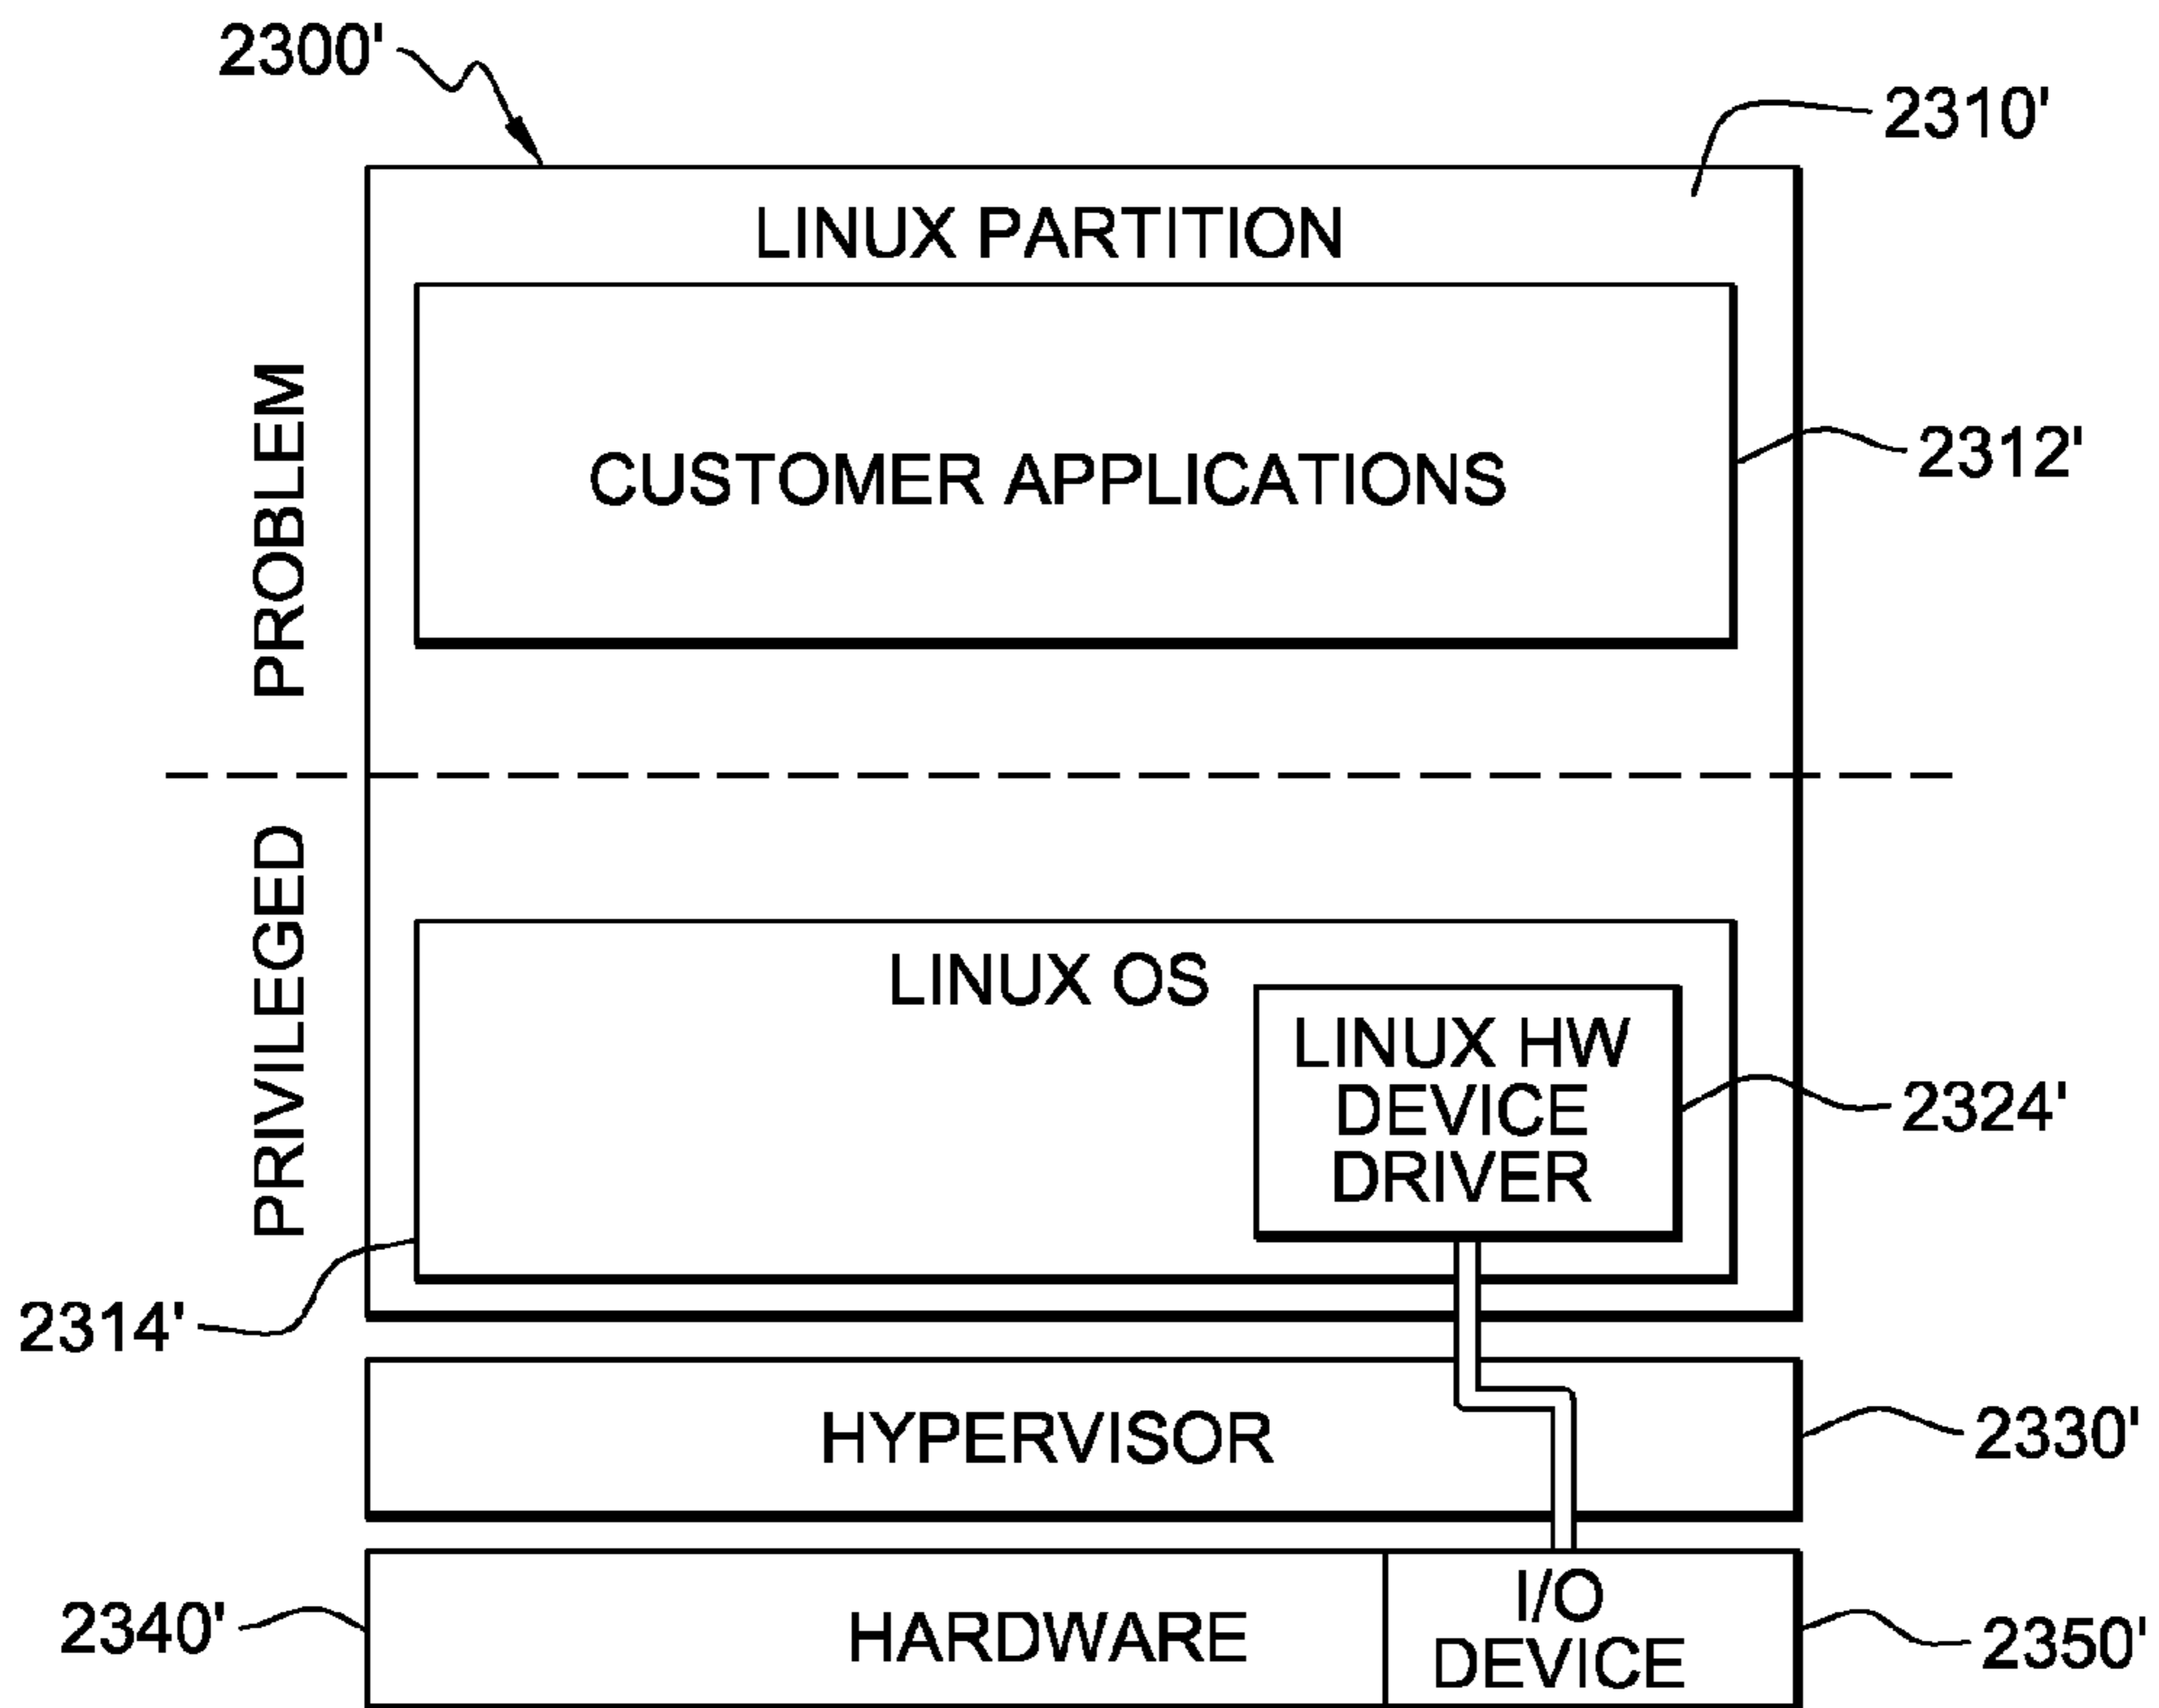 2300'
2310'
LINUX PARTITION
PROBLEM
CUSTOMER APPLICATIONS
2312'
PRIVILEGED
LINUX OS
LINUX HW
DEVICE
DRIVER
2324'
2314'
HYPERVISOR
2330'
2340'
HARDWARE
I/O
DEVICE
2350'